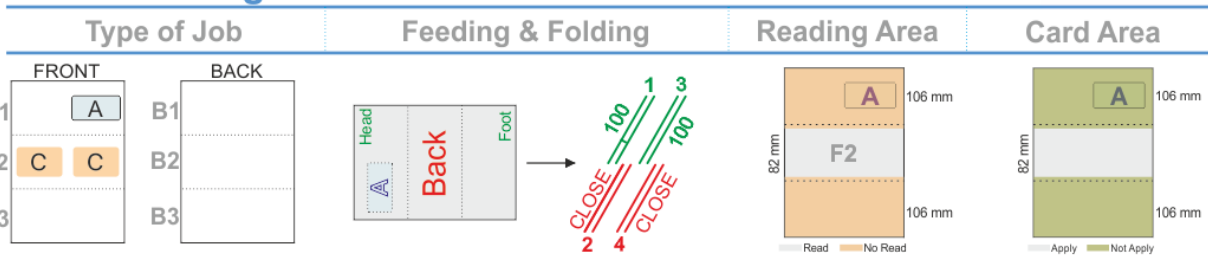 Type of Job
Feeding & Folding
Reading Area
Card Area
FRONT
BACK
1
A
B1
2
C
C
B2
3
B3
Head
Foot
A
Back
1
3
100
100
CLOSE
CLOSE
2
4
A
106 mm
82 mm
F2
106 mm
Read
No Read
A
106 mm
82 mm
106 mm
Apply
Not Apply